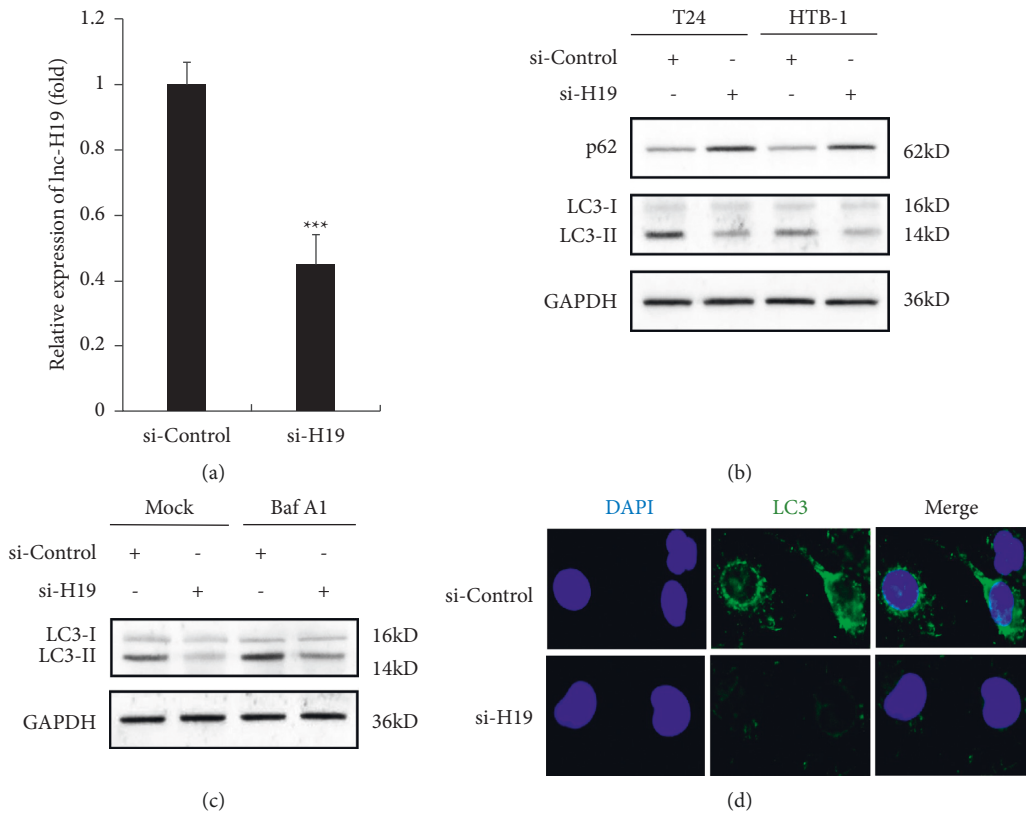 Relative expression of lnc-H19 (fold)
1.2
1
0.8
0.6
0.4
0.2
0
***
si-Control si-H19
(a)
T24 HTB-1
si-Control + - + -
si-H19 - + - +
p62 62kD
LC3-I 16kD
LC3-II 14kD
GAPDH 36kD
(b)
Mock Baf A1
si-Control + - + -
si-H19 - + - +
LC3-I 16kD
LC3-II 14kD
GAPDH 36kD
(c)
DAPI LC3 Merge
si-Control
si-H19
(d)